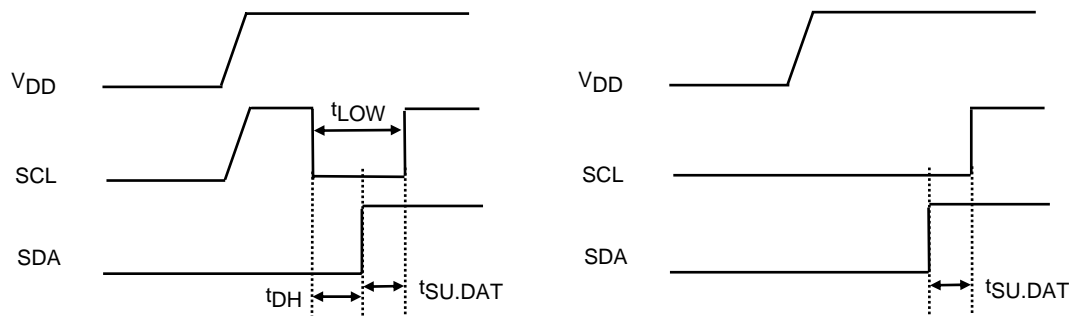 VDD
tLOW
SCL
SDA
tDH
tSU.DAT
VDD
SCL
SDA
tSU.DAT